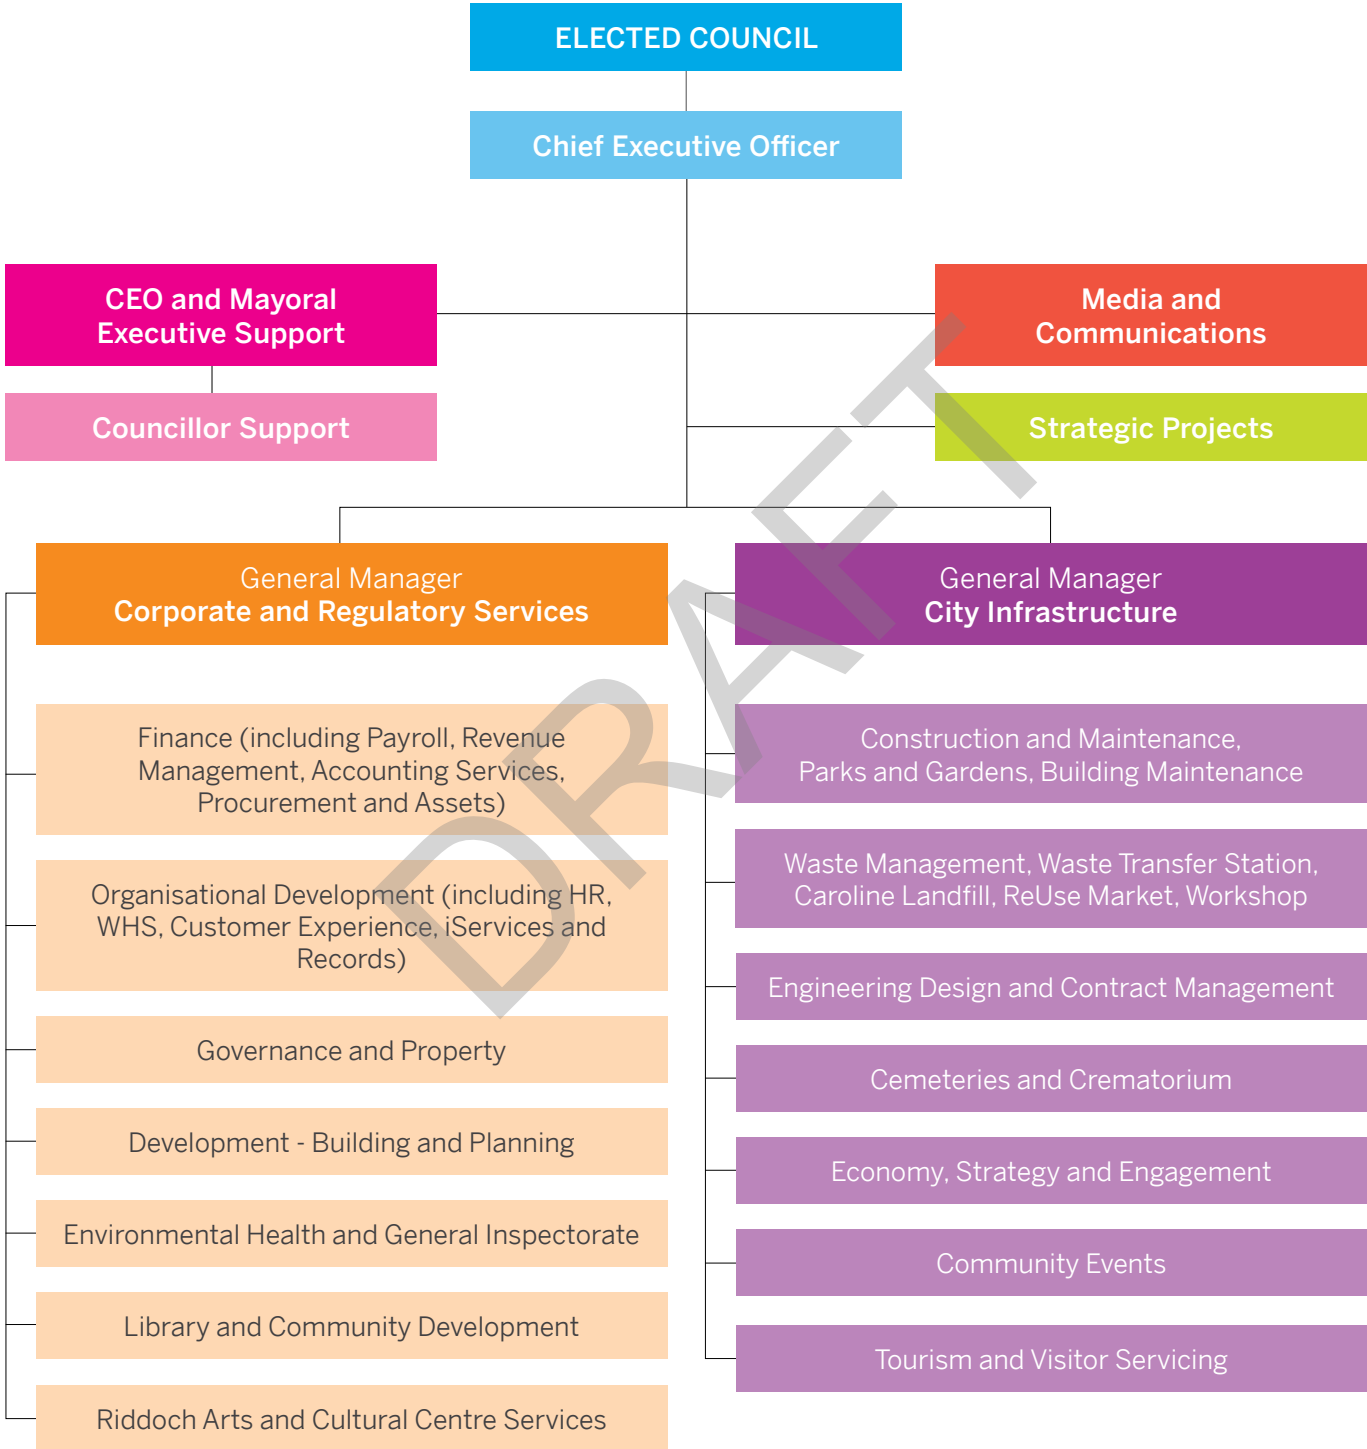 ELECTED COUNCIL
Chief Executive Officer
CEO and Mayoral
Executive Support
Media and
Communications
Councillor Support
Strategic Projects
General Manager
Corporate and Regulatory Services
Finance (including Payroll, Revenue
Management, Accounting Services,
Procurement and Assets)
Organisational Development (including HR,
WHS, Customer Experience, iServices and
Records)
Governance and Property
Development - Building and Planning
Environmental Health and General Inspectorate
Library and Community Development
Riddoch Arts and Cultural Centre Services
General Manager
City Infrastructure
Construction and Maintenance,
Parks and Gardens, Building Maintenance
Waste Management, Waste Transfer Station,
Caroline Landfill, ReUse Market, Workshop
Engineering Design and Contract Management
Cemeteries and Crematorium
Economy, Strategy and Engagement
Community Events
Tourism and Visitor Servicing
DRAFT